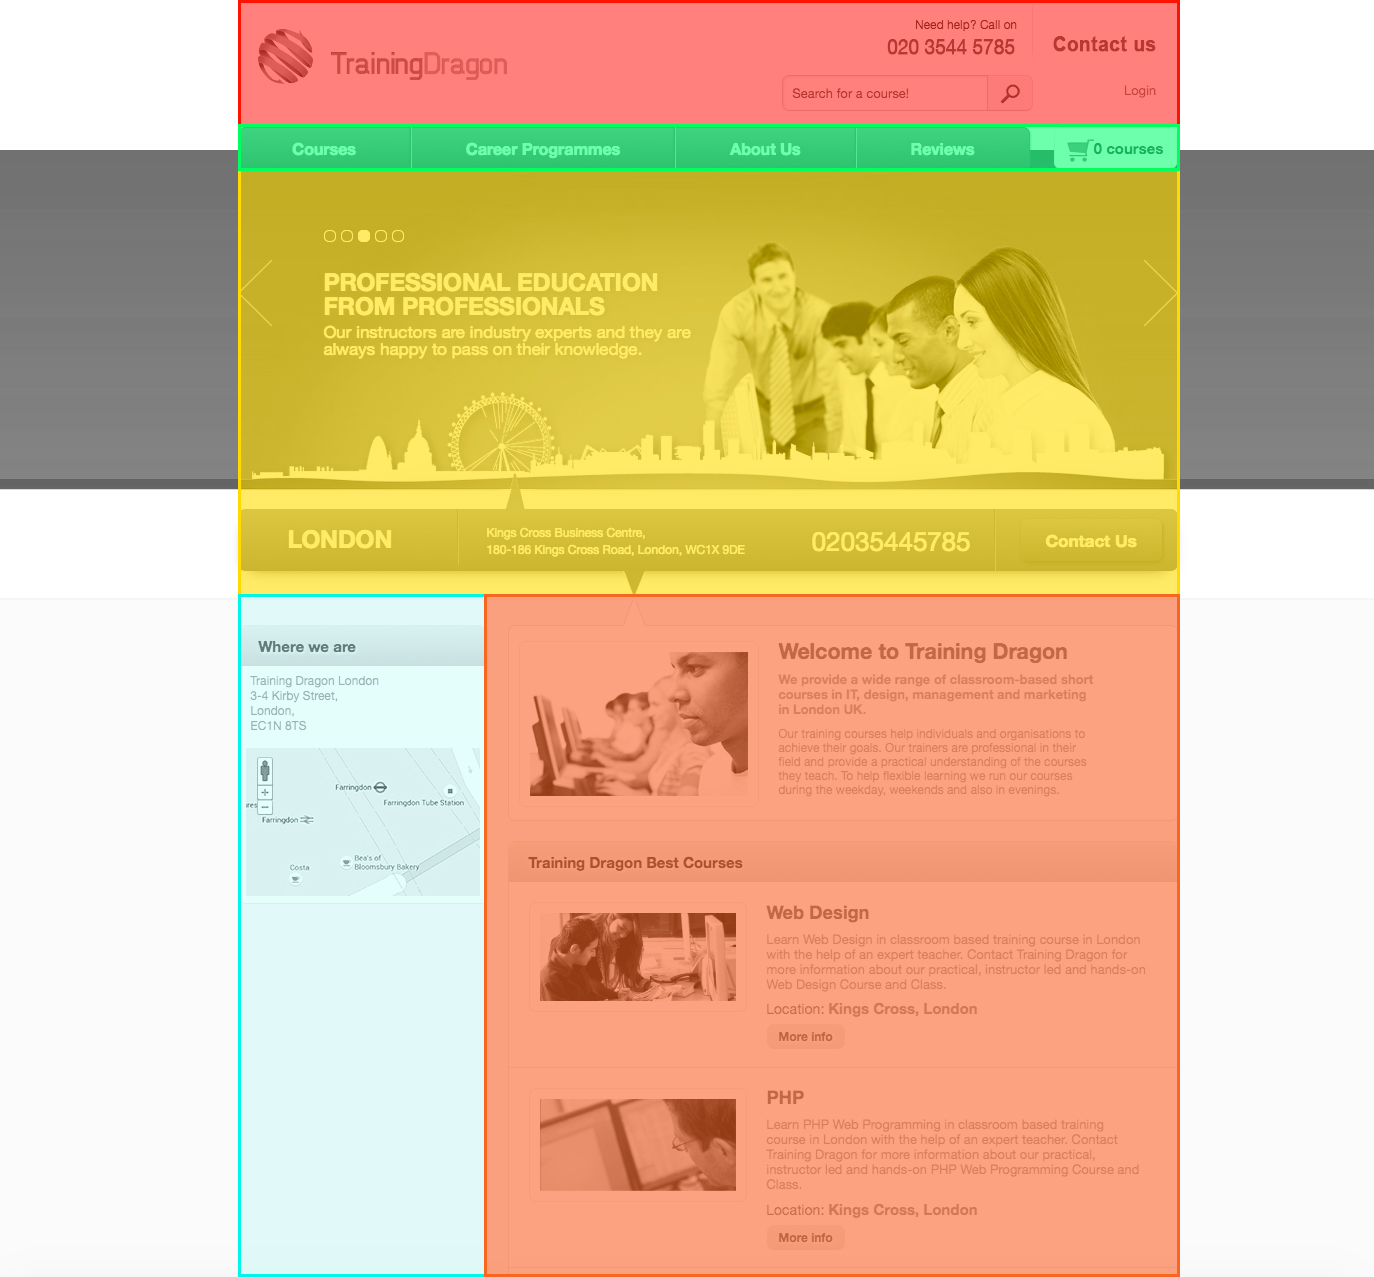 TrainingDragon
Need help? Call on
020 3544 5785
Contact us
Search for a course!
Login
Courses
Career Programmes
About Us
Reviews
0 courses
PROFESSIONAL EDUCATION
FROM PROFESSIONALS
Our instructors are industry experts and they are
always happy to pass on their knowledge.
LONDON
Kings Cross Business Centre,
180-186 Kings Cross Road, London, WC1X 9DE
02035445785
Contact Us
Where we are
Training Dragon London
3-4 Kirby Street,
London,
EC1N 8TS
Farringdon
Farringdon Tube Station
Farringdon
Bea's of
Bloomsbury Bakery
Costa
Welcome to Training Dragon
We provide a wide range of classroom-based short
courses in IT, design, management and marketing
in London UK.
Our training courses help individuals and organisations to
achieve their goals. Our trainers are professional in their
field and provide a practical understanding of the courses
they teach. To help flexible learning we run our courses
during the weekday, weekends and also in evenings.
Training Dragon Best Courses
Web Design
Learn Web Design in classroom based training course in London
with the help of an expert teacher. Contact Training Dragon for
more information about our practical, instructor led and hands-on
Web Design Course and Class.
Location: Kings Cross, London
More info
PHP
Learn PHP Web Programming in classroom based training
course in London with the help of an expert teacher. Contact
Training Dragon for more information about our practical,
instructor led and hands-on PHP Web Programming Course and
Class.
Location: Kings Cross, London
More info